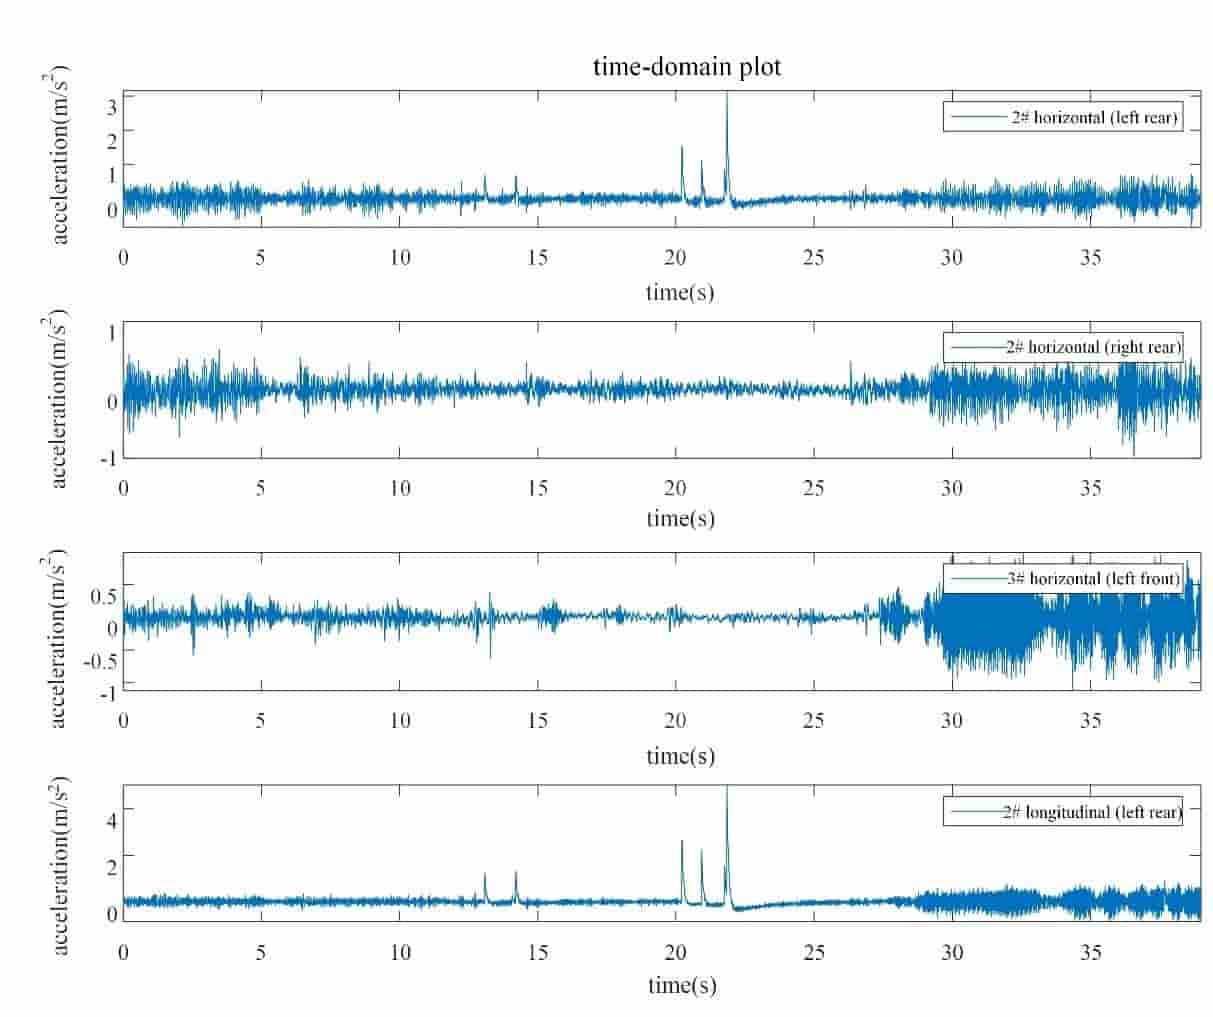 time-domain plot
acceleration(m/s²)
3
2
1
0
2# horizontal (left rear)
0 5 10 15 20 25 30 35
time(s)
acceleration(m/s²)
1
0
-1
2# horizontal (right rear)
0 5 10 15 20 25 30 35
time(s)
acceleration(m/s²)
0.5
0
-0.5
-1
3# horizontal (left front)
0 5 10 15 20 25 30 35
time(s)
acceleration(m/s²)
4
2
0
2# longitudinal (left rear)
0 5 10 15 20 25 30 35
time(s)